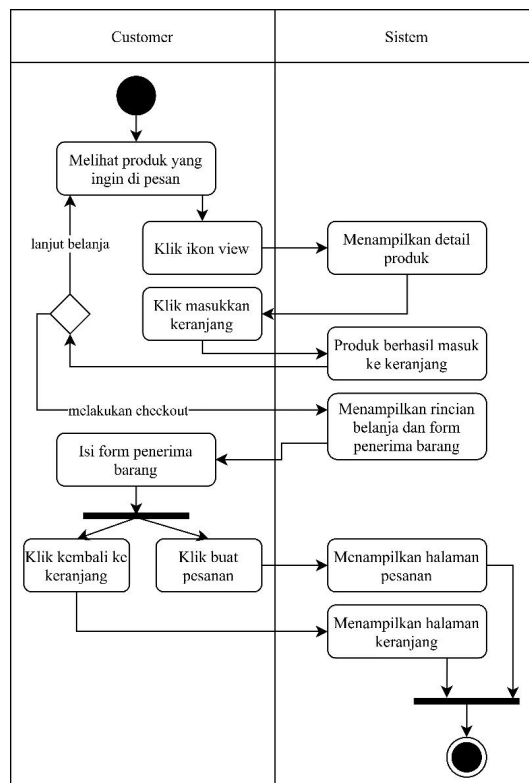 Customer
Sistem
Melihat produk yang
ingin di pesan
lanjut belanja
Klik ikon view
Menampilkan detail
produk
Klik masukkan
keranjang
Produk berhasil masuk
ke keranjang
melakukan checkout
Menampilkan rincian
belanja dan form
penerima barang
Isi form penerima
barang
Klik kembali ke
keranjang
Klik buat
pesanan
Menampilkan halaman
pesanan
Menampilkan halaman
keranjang